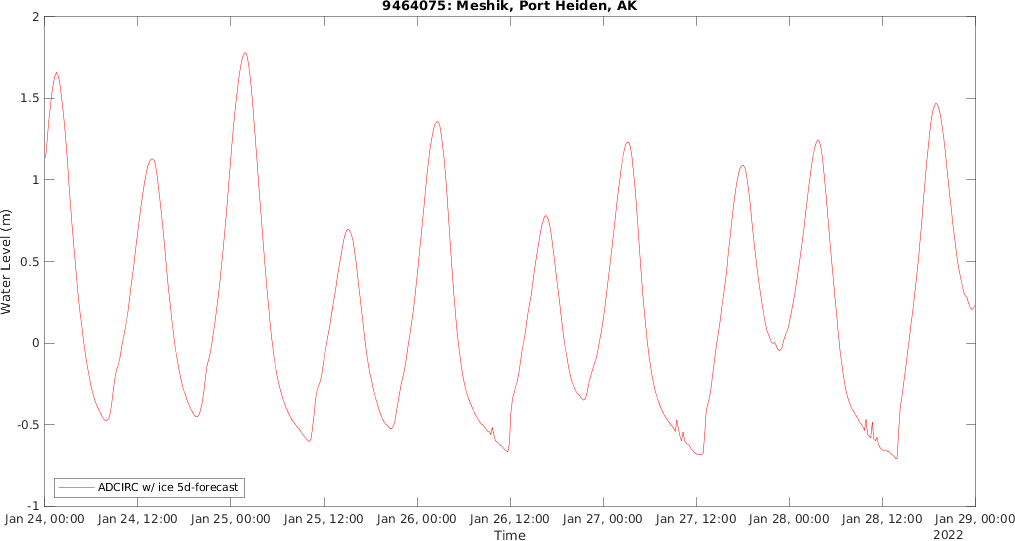 9464075: Meshik, Port Heiden, AK
Water Level (m)
2
1.5
1
0.5
0
-0.5
-1
ADCIRC w/ ice 5d-forecast
Jan 24, 00:00 Jan 24, 12:00 Jan 25, 00:00 Jan 25, 12:00 Jan 26, 00:00 Jan 26, 12:00 Jan 27, 00:00 Jan 27, 12:00 Jan 28, 00:00 Jan 28, 12:00 Jan 29, 00:00
Time
2022